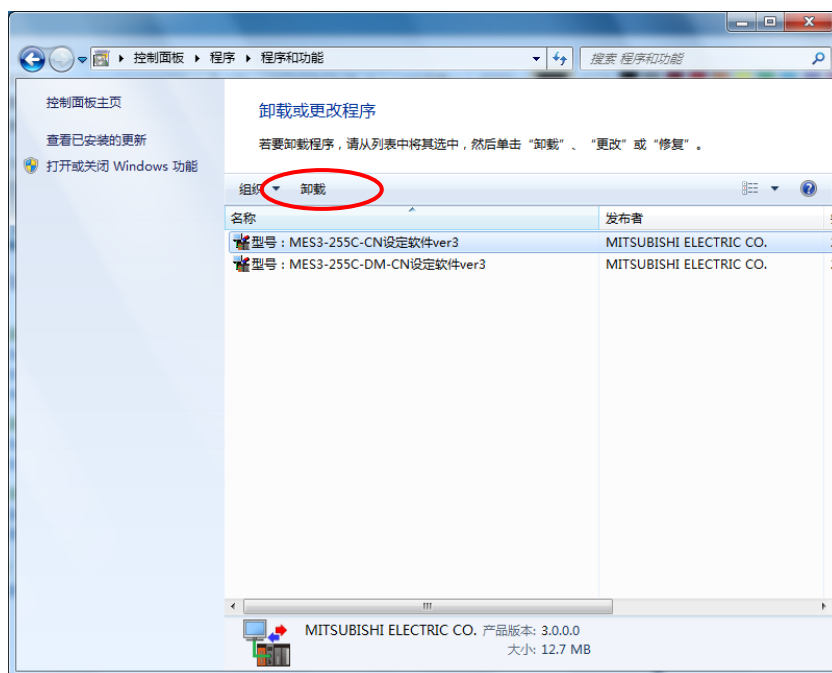 控制面板 程序 程序和功能
搜索 程序和功能
控制面板主页
查看已安装的更新
打开或关闭 Windows 功能
卸载或更改程序
若要卸载程序，请从列表中将其选中，然后单击“卸载”、“更改”或“修复”。
组织 卸载
名称 发布者
型号：MES3-255C-CN设定软件ver3 MITSUBISHI ELECTRIC CO.
型号：MES3-255C-DM-CN设定软件ver3 MITSUBISHI ELECTRIC CO.
MITSUBISHI ELECTRIC CO. 产品版本: 3.0.0.0
大小: 12.7 MB